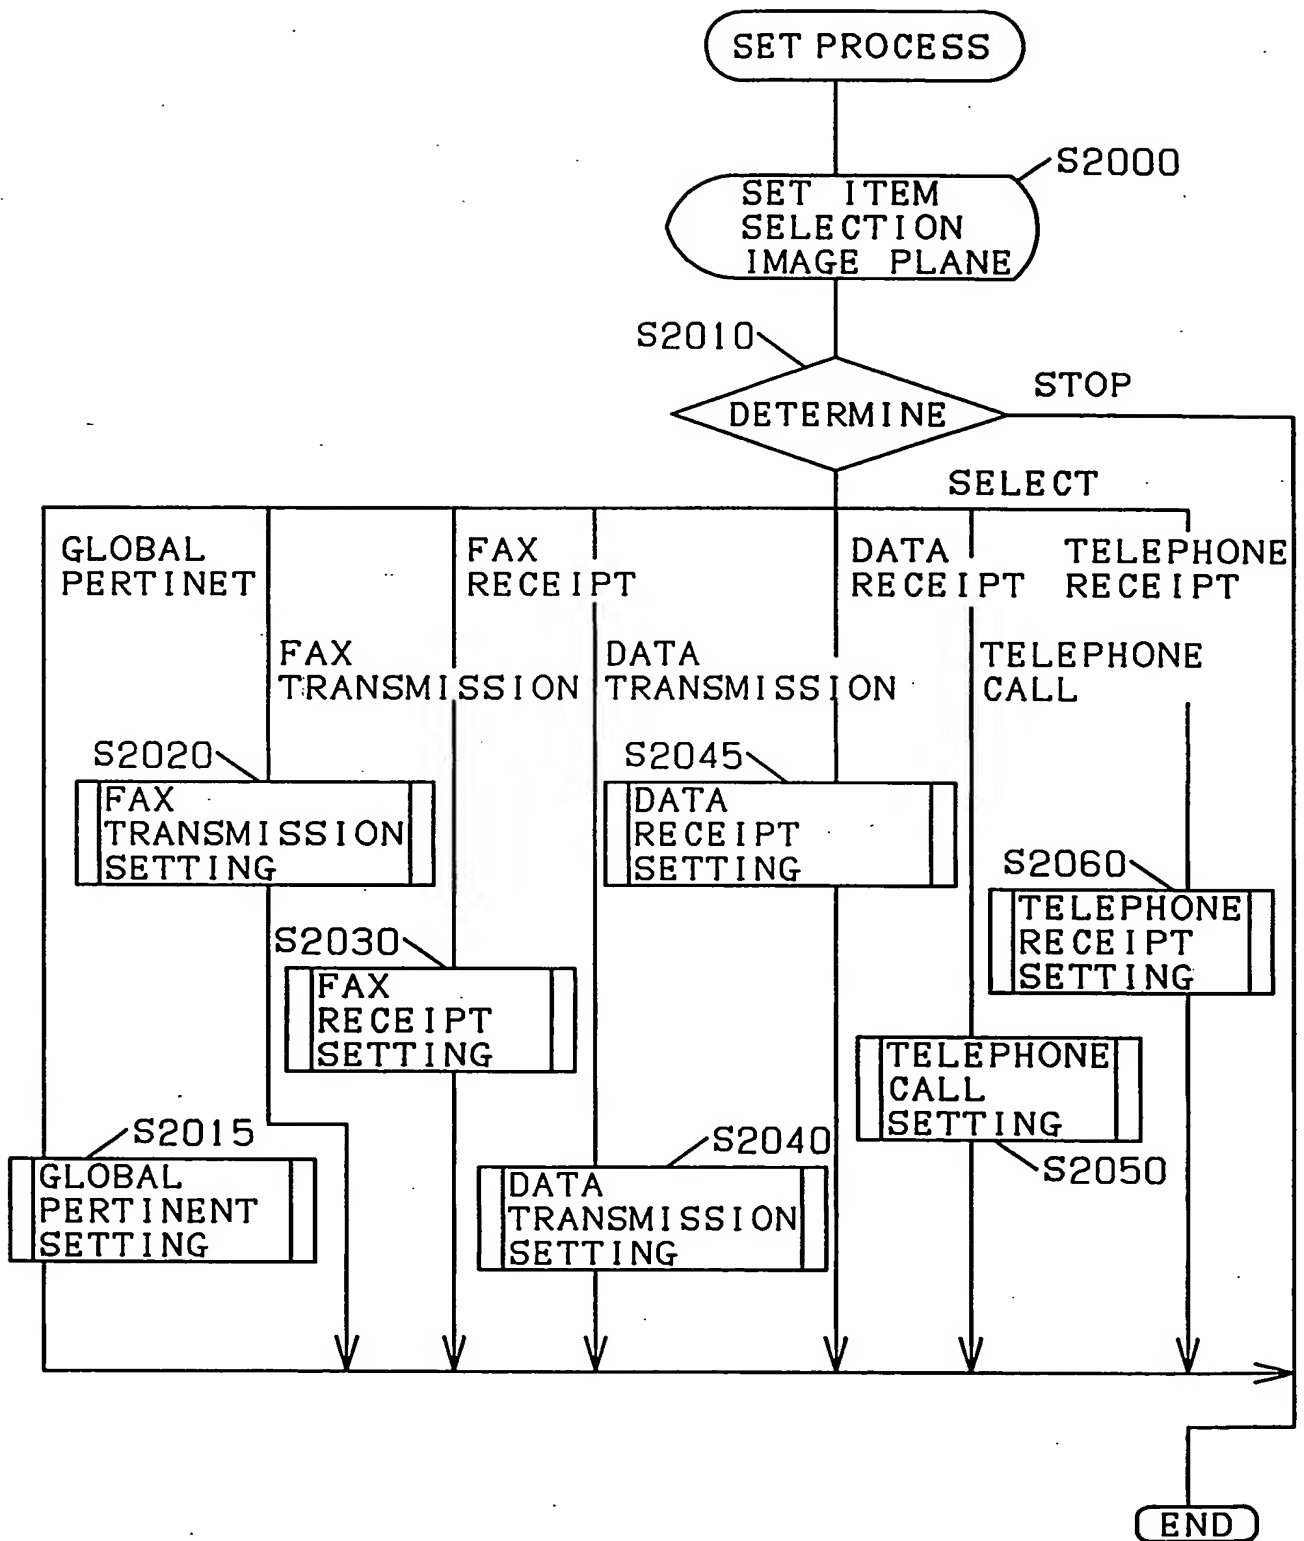 SET PROCESS
S2000
SET ITEM
SELECTION
IMAGE PLANE
S2010
DETERMINE
STOP
SELECT
GLOBAL
PERTINET
FAX
RECEIPT
DATA
RECEIPT
TELEPHONE
RECEIPT
FAX
TRANSMISSION
DATA
TRANSMISSION
TELEPHONE
CALL
S2020
FAX
TRANSMISSION
SETTING
S2045
DATA
RECEIPT
SETTING
S2060
TELEPHONE
RECEIPT
SETTING
S2030
FAX
RECEIPT
SETTING
TELEPHONE
CALL
SETTING
S2050
S2015
GLOBAL
PERTINENT
SETTING
S2040
DATA
TRANSMISSION
SETTING
END